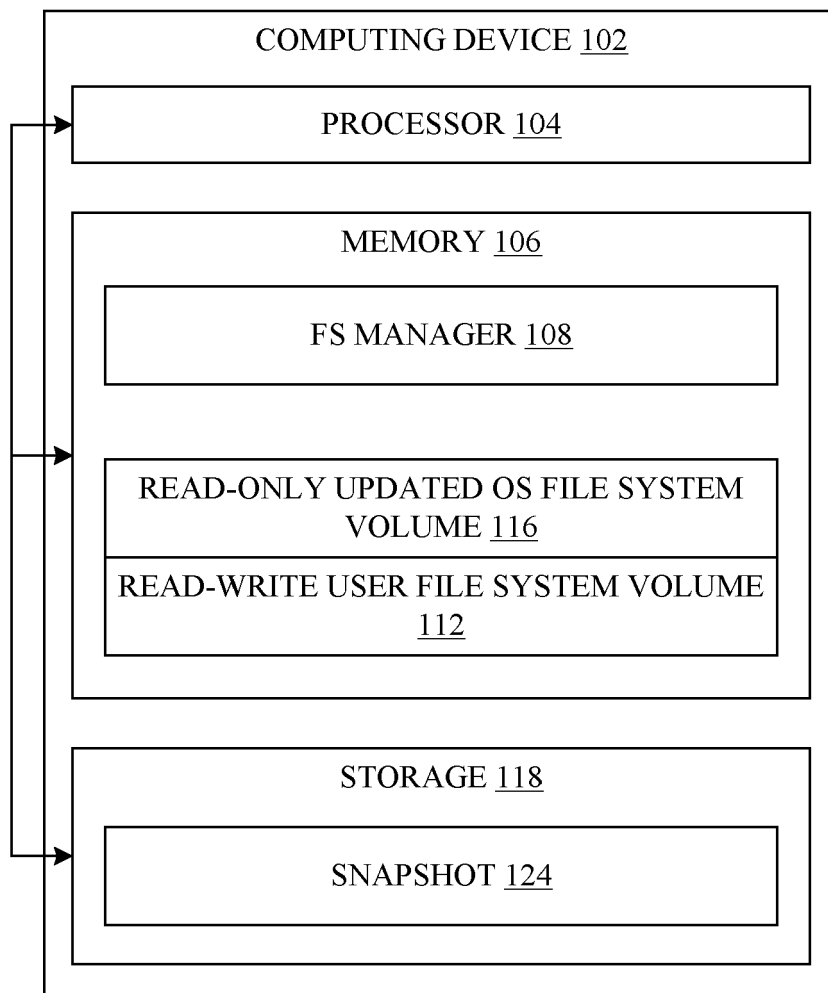 COMPUTING DEVICE 102
PROCESSOR 104
MEMORY 106
FS MANAGER 108
READ-ONLY UPDATED OS FILE SYSTEM
VOLUME 116
READ-WRITE USER FILE SYSTEM VOLUME
112
STORAGE 118
SNAPSHOT 124